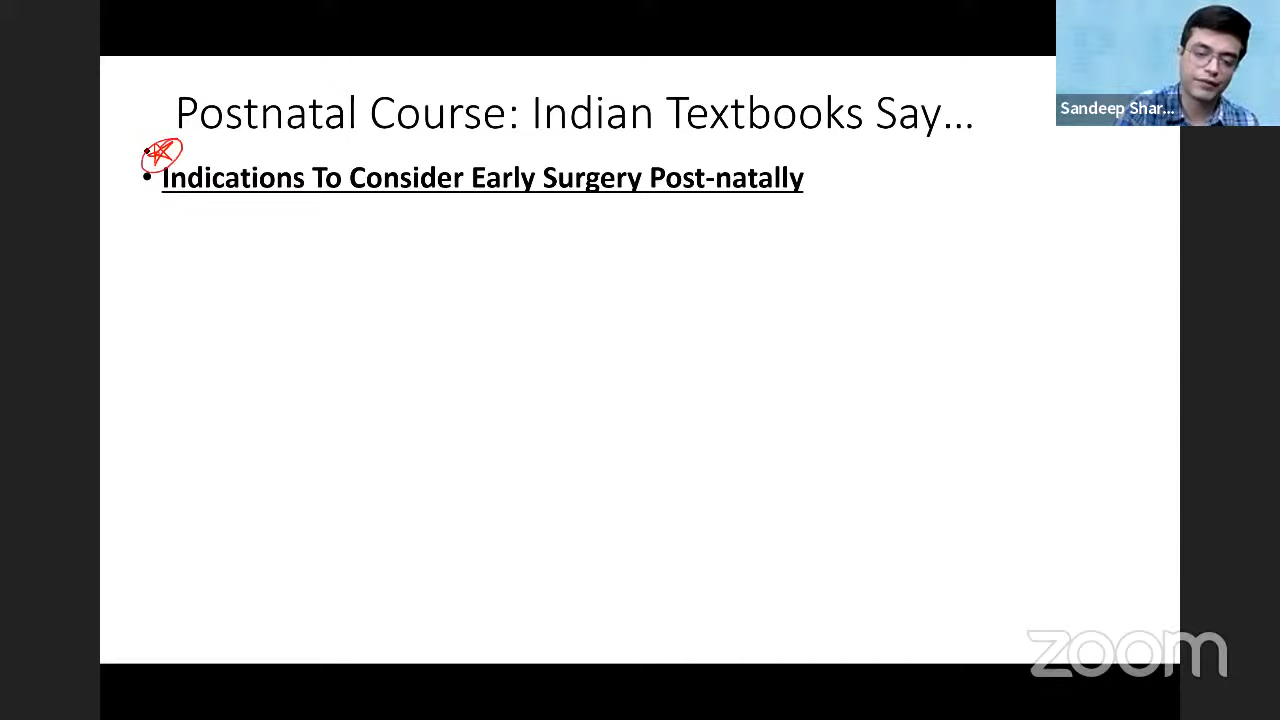 Sandeep Shar...
Postnatal Course: Indian Textbooks Say...
• Indications To Consider Early Surgery Post-natally
zoom